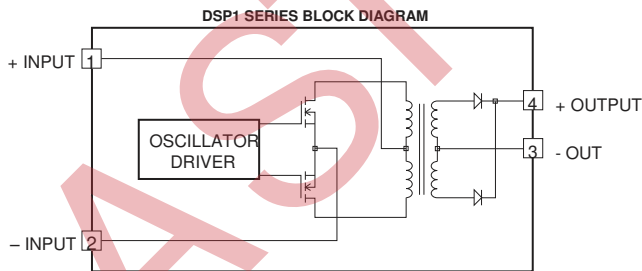 DSP1 SERIES BLOCK DIAGRAM
+ INPUT 1
4 + OUTPUT
OSCILLATOR
DRIVER
3 - OUT
– INPUT 2